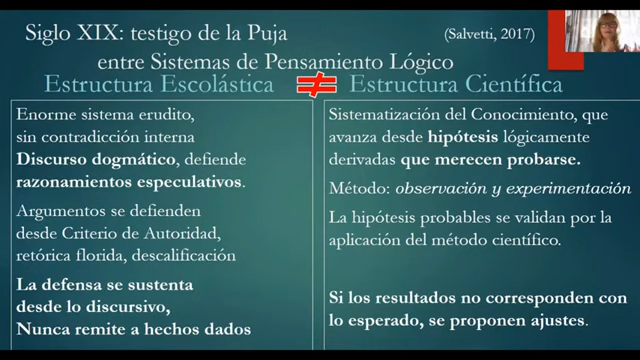 Siglo XIX: testigo de la Puja
(Salvetti, 2017)
entre Sistemas de Pensamiento Lógico
Estructura Escolástica ≠ Estructura Científica
Enorme sistema erudito,
sin contradicción interna
Discurso dogmático, defiende
razonamientos especulativos.
Argumentos se defienden
desde Criterio de Autoridad,
retórica florida, descalificación
La defensa se sustenta
desde lo discursivo,
Nunca remite a hechos dados
Sistematización del Conocimiento, que
avanza desde hipótesis lógicamente
derivadas que merecen probarse.
Método: observación y experimentación
La hipótesis probables se validan por la
aplicación del método científico.
Si los resultados no corresponden con
lo esperado, se proponen ajustes.